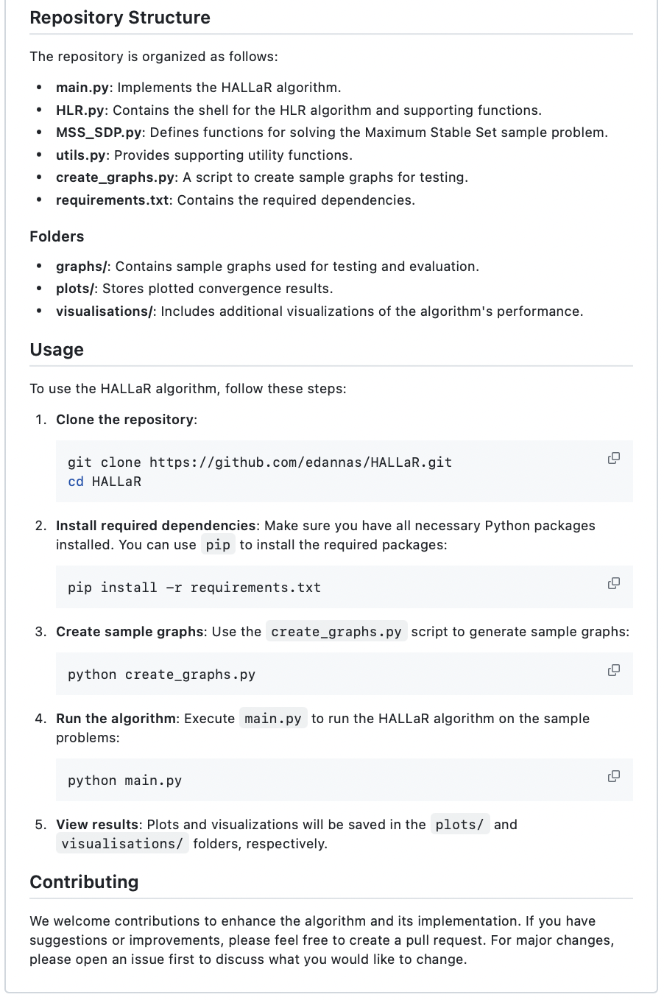 Repository Structure
The repository is organized as follows:
• main.py: Implements the HALLaR algorithm.
• HLR.py: Contains the shell for the HLR algorithm and supporting functions.
• MSS_SDP.py: Defines functions for solving the Maximum Stable Set sample problem.
• utils.py: Provides supporting utility functions.
• create_graphs.py: A script to create sample graphs for testing.
• requirements.txt: Contains the required dependencies.
Folders
• graphs/: Contains sample graphs used for testing and evaluation.
• plots/: Stores plotted convergence results.
• visualisations/: Includes additional visualizations of the algorithm's performance.
Usage
To use the HALLaR algorithm, follow these steps:
1. Clone the repository:
git clone https://github.com/edannas/HALLaR.git
cd HALLaR
2. Install required dependencies: Make sure you have all necessary Python packages
installed. You can use pip to install the required packages:
pip install -r requirements.txt
3. Create sample graphs: Use the create_graphs.py script to generate sample graphs:
python create_graphs.py
4. Run the algorithm: Execute main.py to run the HALLaR algorithm on the sample
problems:
python main.py
5. View results: Plots and visualizations will be saved in the plots/ and
visualisations/ folders, respectively.
Contributing
We welcome contributions to enhance the algorithm and its implementation. If you have
suggestions or improvements, please feel free to create a pull request. For major changes,
please open an issue first to discuss what you would like to change.